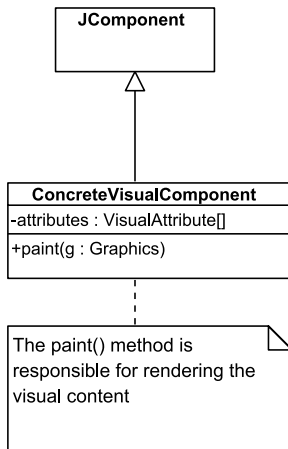 JComponent
ConcreteVisualComponent
-attributes : VisualAttribute[]
+paint(g : Graphics)
The paint() method is
responsible for rendering the
visual content